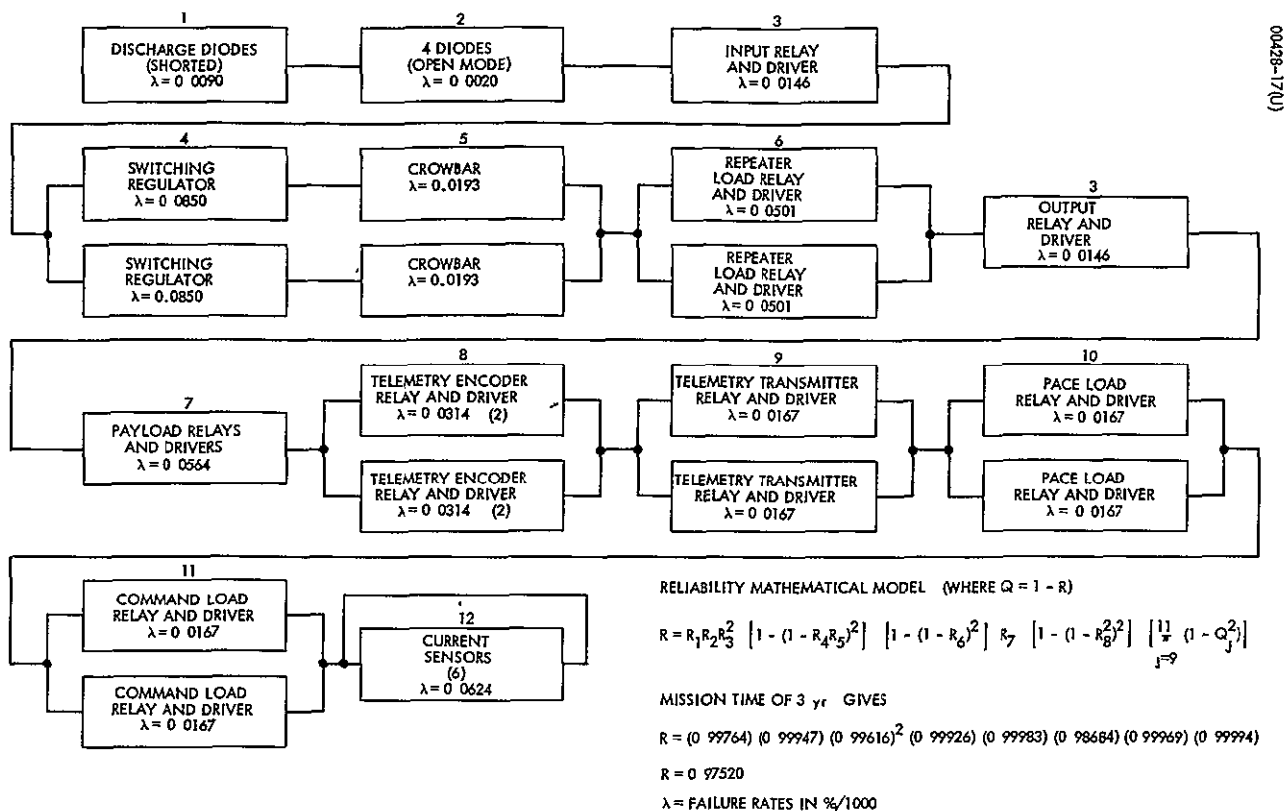 00428-17(U)
1
DISCHARGE DIODES
(SHORTED)
λ = 0 0090
2
4 DIODES
(OPEN MODE)
λ = 0 0020
3
INPUT RELAY
AND DRIVER
λ = 0 0146
4
SWITCHING
REGULATOR
λ = 0 0850
5
CROWBAR
λ = 0.0193
6
REPEATER
LOAD RELAY
AND DRIVER
λ = 0 0501
3
OUTPUT
RELAY AND
DRIVER
λ = 0 0146
SWITCHING
REGULATOR
λ = 0.0850
CROWBAR
λ = 0.0193
REPEATER
LOAD RELAY
AND DRIVER
λ = 0 0501
7
PAYLOAD RELAYS
AND DRIVERS
λ = 0 0564
8
TELEMETRY ENCODER
RELAY AND DRIVER
λ = 0 0314 (2)
9
TELEMETRY TRANSMITTER
RELAY AND DRIVER
λ = 0 0167
10
PACE LOAD
RELAY AND DRIVER
λ = 0 0167
TELEMETRY ENCODER
RELAY AND DRIVER
λ = 0 0314 (2)
TELEMETRY TRANSMITTER
RELAY AND DRIVER
λ = 0 0167
PACE LOAD
RELAY AND DRIVER
λ = 0 0167
11
COMMAND LOAD
RELAY AND DRIVER
λ = 0 0167
COMMAND LOAD
RELAY AND DRIVER
λ = 0 0167
12
CURRENT
SENSORS
(6)
λ = 0 0624
RELIABILITY MATHEMATICAL MODEL (WHERE Q = 1 - R)
R = R₁R₂R₃² [1 - (1 - R₄R₅)²] [1 - (1 - R₆)²] R₇ [1 - (1 - R₈²)²] [11 π J=9 (1 - Q_J²)]
MISSION TIME OF 3 yr GIVES
R = (0 99764) (0 99947) (0 99616)² (0 99926) (0 99983) (0 98684) (0 99969) (0 99994)
R = 0 97520
λ = FAILURE RATES IN %/1000